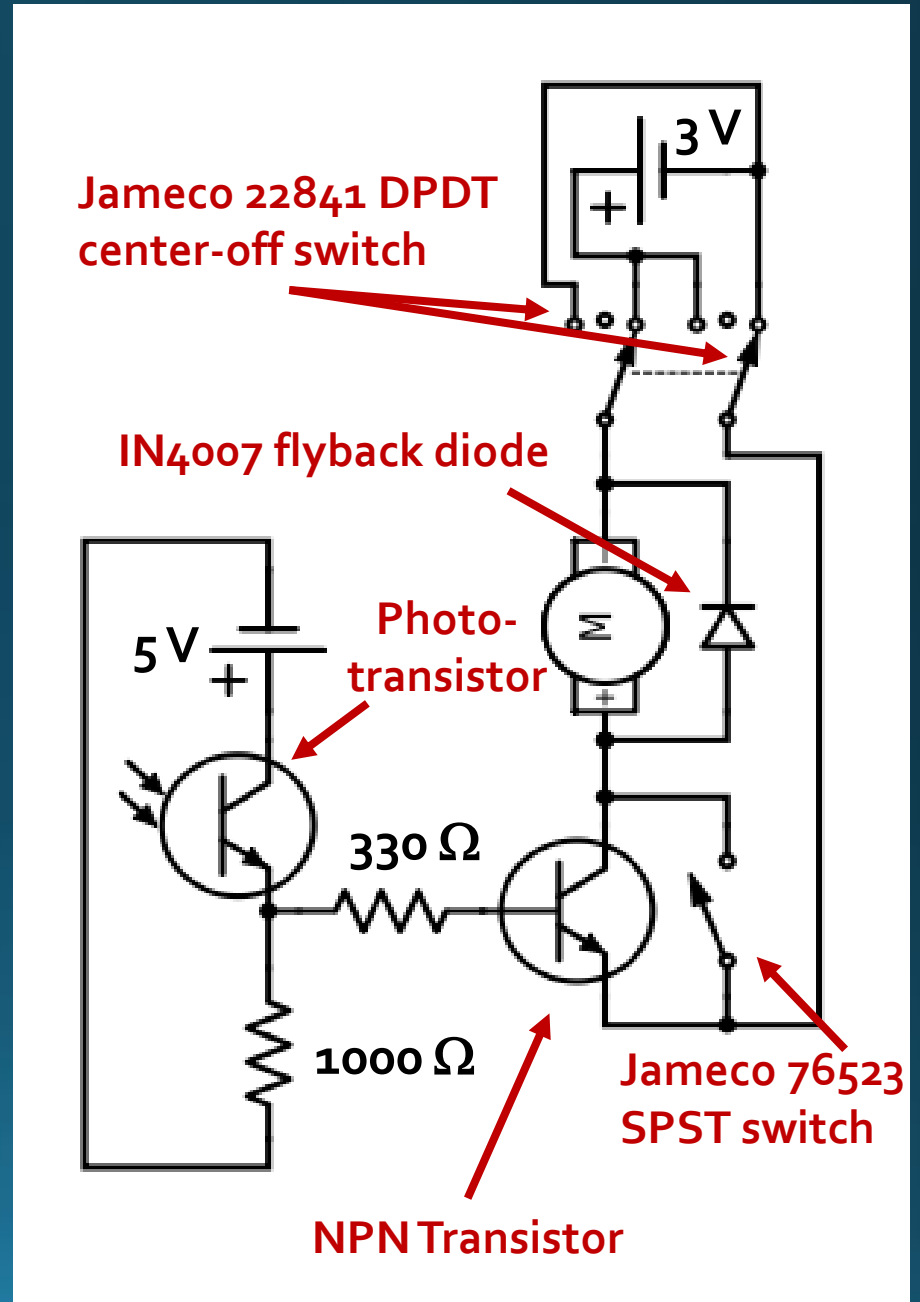 3 V
+
Jameco 22841 DPDT
center-off switch
IN4007 flyback diode
5 V
+
Photo-
transistor
-
M
+
330 Ω
1000 Ω
Jameco 76523
SPST switch
NPN Transistor